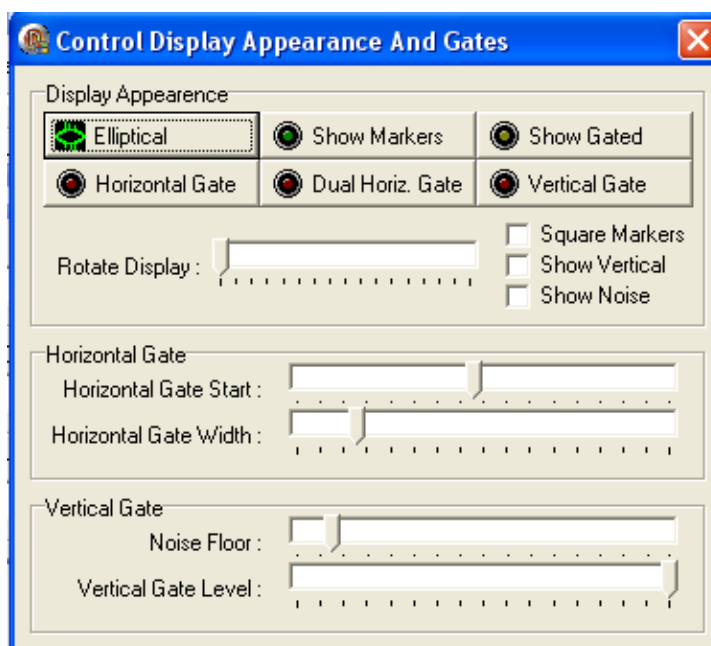 Control Display Appearance And Gates
Display Appearence
Elliptical
Show Markers
Show Gated
Horizontal Gate
Dual Horiz. Gate
Vertical Gate
Rotate Display :
Square Markers
Show Vertical
Show Noise
Horizontal Gate
Horizontal Gate Start :
Horizontal Gate Width :
Vertical Gate
Noise Floor :
Vertical Gate Level :